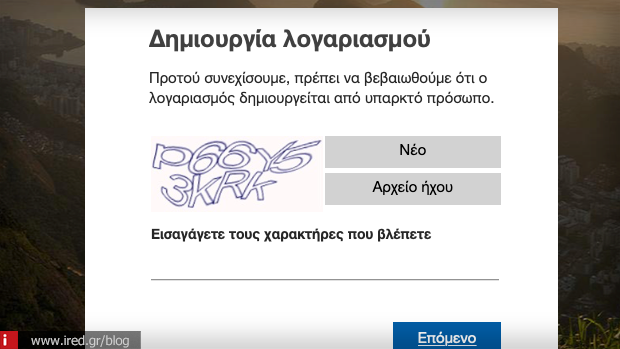 Δημιουργία λογαριασμού
Προτού συνεχίσουμε, πρέπει να βεβαιωθούμε ότι ο
λογαριασμός δημιουργείται από υπαρκτό πρόσωπο.
Νέο
Αρχείο ήχου
P66Y5
3KRK
Εισαγάγετε τους χαρακτήρες που βλέπετε
Επόμενο
i www.ired.gr/blog